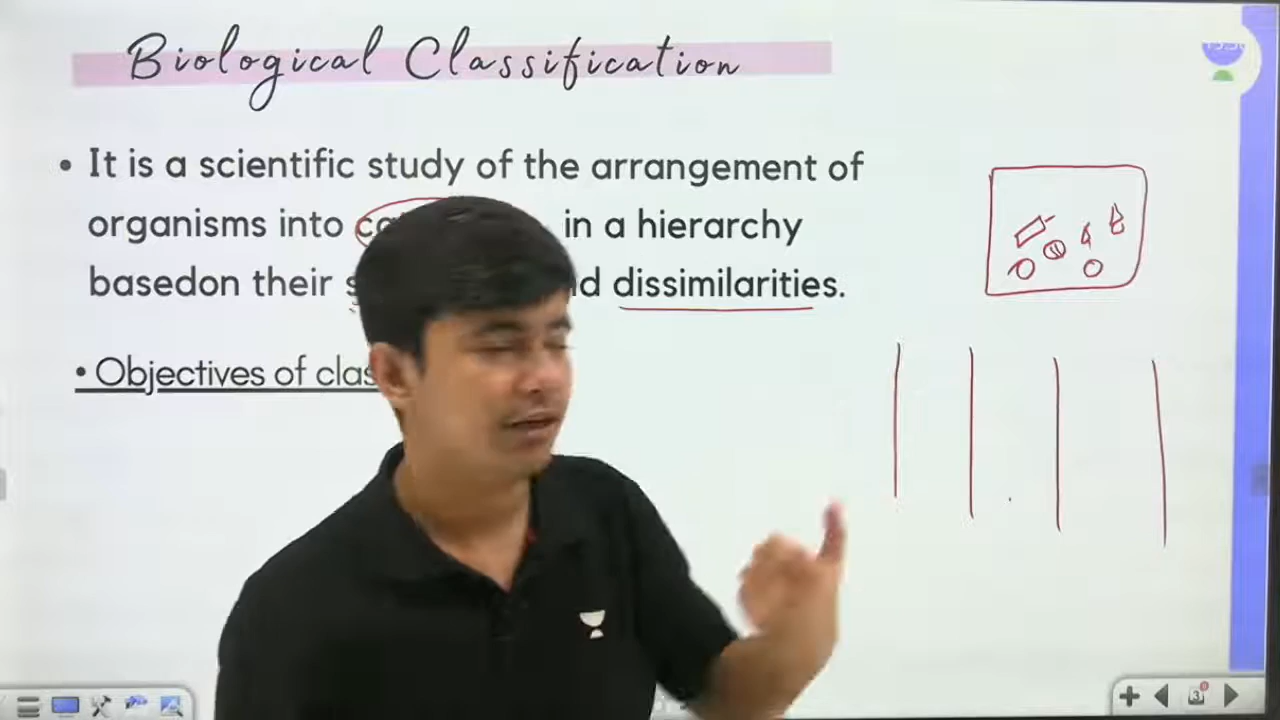 Biological Classification
• It is a scientific study of the arrangement of
organisms into in a hierarchy
basedon their dissimilarities.
• Objectives of
3